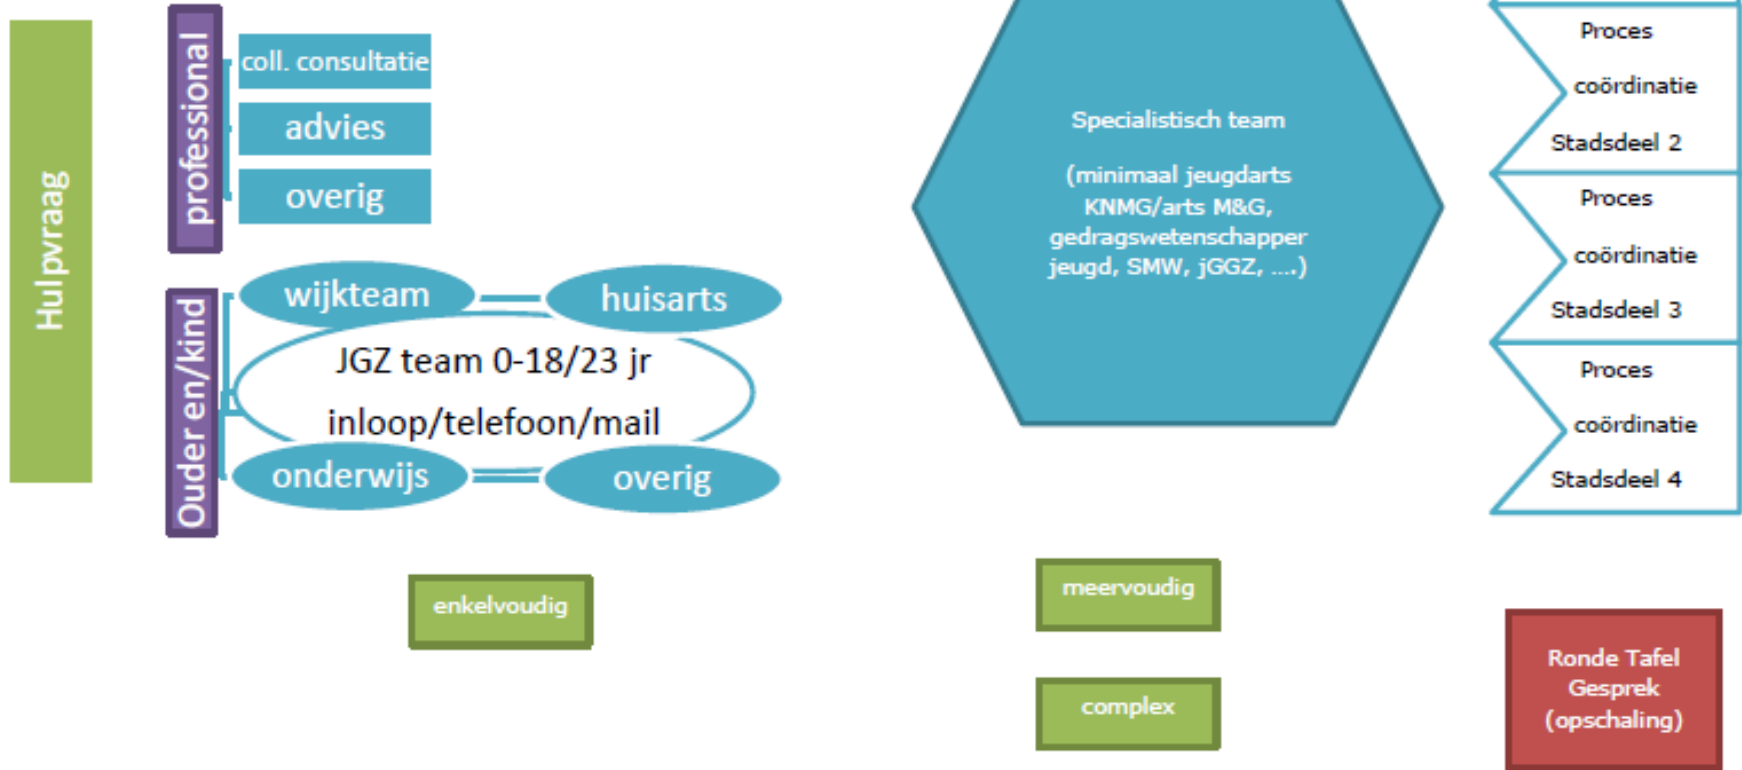 Hulpvraag
professional
coll. consultatie
advies
overig
Ouder en/kind
wijkteam
huisarts
JGZ team 0-18/23 jr
inloop/telefoon/mail
onderwijs
overig
enkelvoudig
Specialistisch team
(minimaal jeugdarts
KNMG/arts M&G,
gedragswetenschapper
jeugd, SMW, jGGZ, ....)
meervoudig
complex
Proces
coördinatie
Stadsdeel 2
Proces
coördinatie
Stadsdeel 3
Proces
coördinatie
Stadsdeel 4
Ronde Tafel
Gesprek
(opschaling)